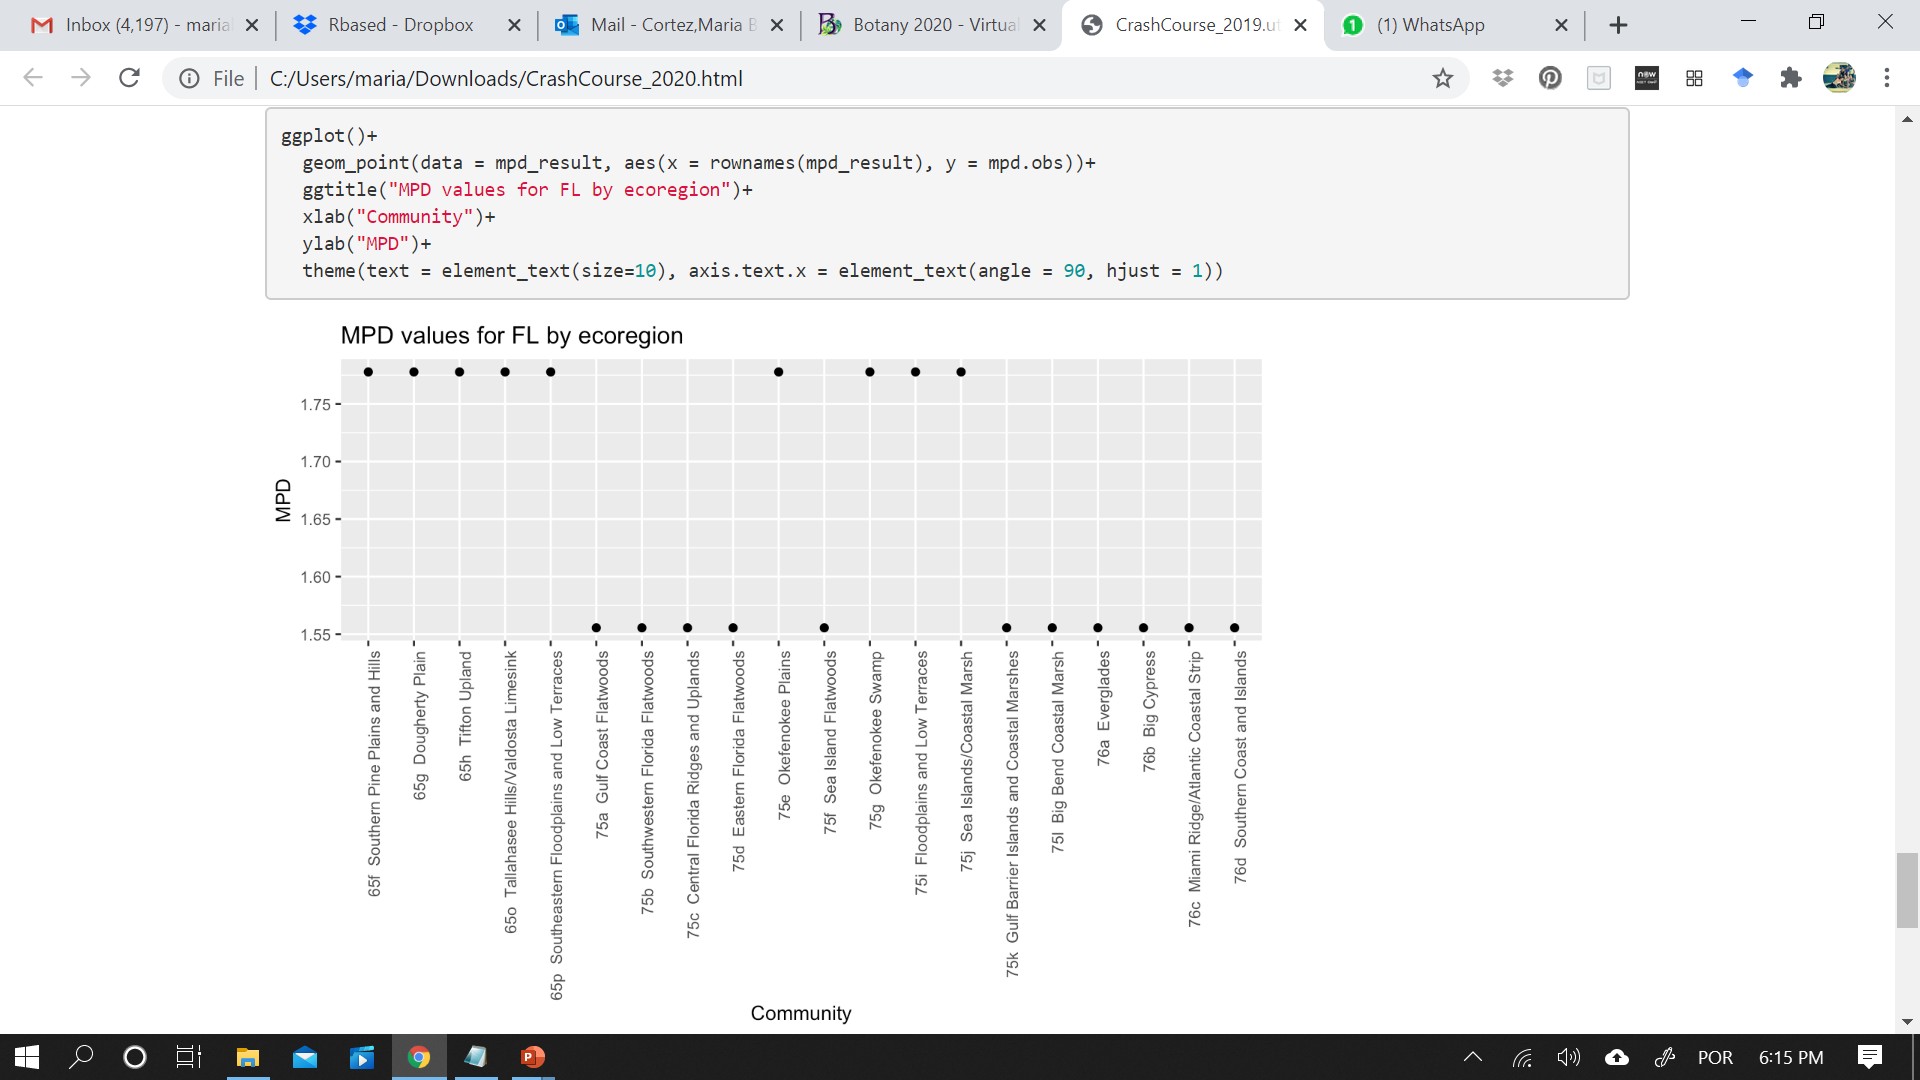 Inbox (4,197) - maria
Rbased - Dropbox
Mail - Cortez,Maria B
Botany 2020 - Virtual
CrashCourse_2019.ut
1 (1) WhatsApp
File C:/Users/maria/Downloads/CrashCourse_2020.html
ggplot()+
geom_point(data = mpd_result, aes(x = rownames(mpd_result), y = mpd.obs))+
ggtitle("MPD values for FL by ecoregion")+
xlab("Community")+
ylab("MPD")+
theme(text = element_text(size=10), axis.text.x = element_text(angle = 90, hjust = 1))
MPD values for FL by ecoregion
MPD
1.75
1.70
1.65
1.60
1.55
65f Southern Pine Plains and Hills
65g Dougherty Plain
65h Tifton Upland
65o Tallahasee Hills/Valdosta Limesink
65p Southeastern Floodplains and Low Terraces
75a Gulf Coast Flatwoods
75b Southwestern Florida Flatwoods
75c Central Florida Ridges and Uplands
75d Eastern Florida Flatwoods
75e Okefenokee Plains
75f Sea Island Flatwoods
75g Okefenokee Swamp
75i Floodplains and Low Terraces
75j Sea Islands/Coastal Marsh
75k Gulf Barrier Islands and Coastal Marshes
75l Big Bend Coastal Marsh
76a Everglades
76b Big Cypress
76c Miami Ridge/Atlantic Coastal Strip
76d Southern Coast and Islands
Community
POR
6:15 PM